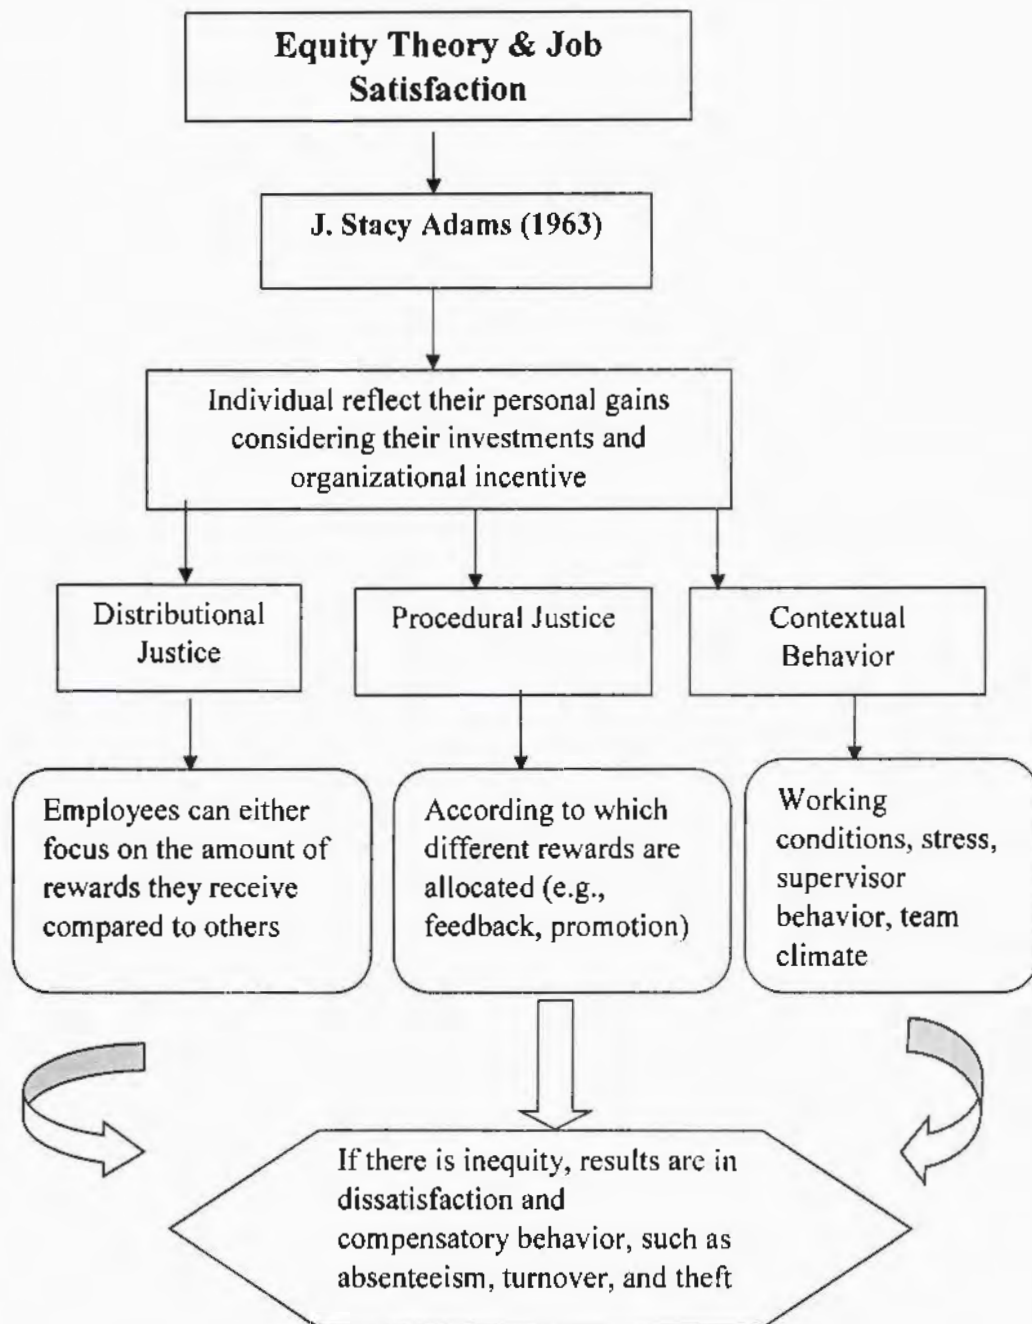 Equity Theory & Job
Satisfaction
J. Stacy Adams (1963)
Individual reflect their personal gains
considering their investments and
organizational incentive
Distributional
Justice
Procedural Justice
Contextual
Behavior
Employees can either
focus on the amount of
rewards they receive
compared to others
According to which
different rewards are
allocated (e.g.,
feedback, promotion)
Working
conditions, stress,
supervisor
behavior, team
climate
If there is inequity, results are in
dissatisfaction and
compensatory behavior, such as
absenteeism, turnover, and theft